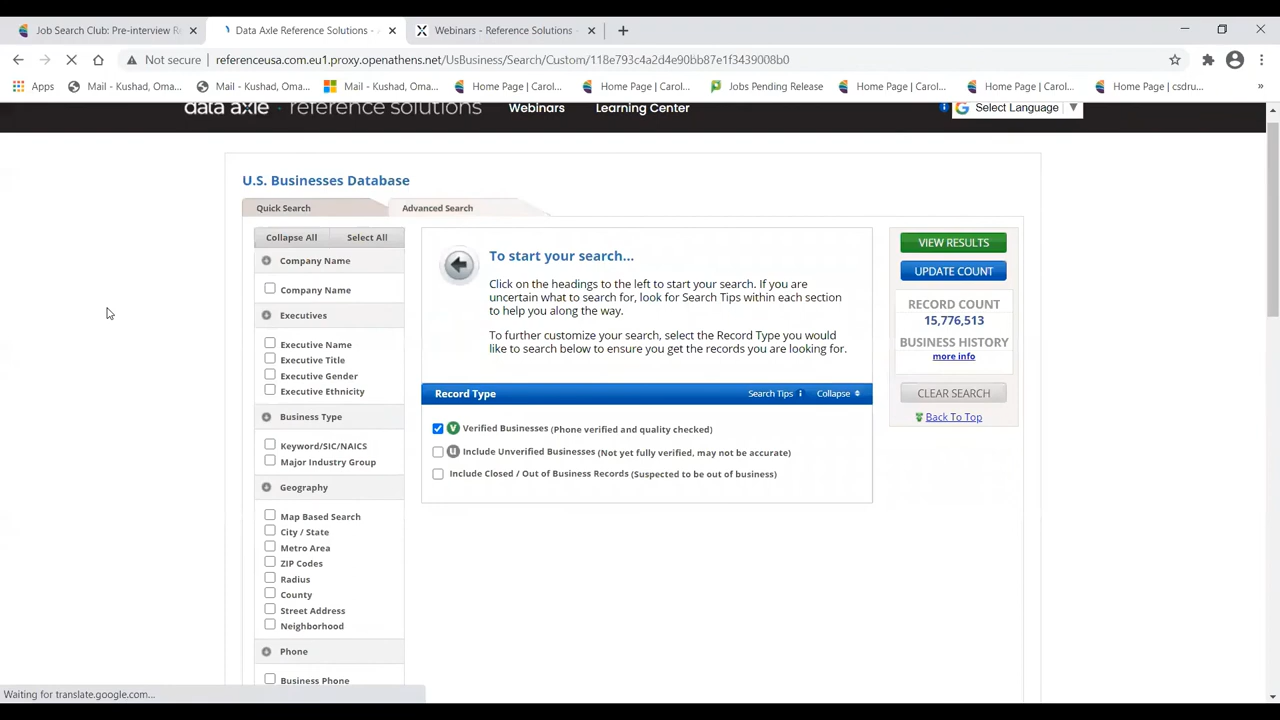 Job Search Club: Pre-interview R
Data Axle Reference Solutions -
Webinars - Reference Solutions -
Not secure
referenceusa.com.eu1.proxy.openathens.net/UsBusiness/Search/Custom/118e793c4a2d4e90bb87e1f3439008b0
Apps
Mail - Kushad, Oma...
Mail - Kushad, Oma...
Mail - Kushad, Oma...
Home Page | Carol...
Home Page | Carol...
Jobs Pending Release
Home Page | Carol...
Home Page | Carol...
Home Page | csdru...
data axle reference solutions
Webinars
Learning Center
Select Language
U.S. Businesses Database
Quick Search
Advanced Search
Collapse All
Select All
Company Name
Company Name
Executives
Executive Name
Executive Title
Executive Gender
Executive Ethnicity
Business Type
Keyword/SIC/NAICS
Major Industry Group
Geography
Map Based Search
City / State
Metro Area
ZIP Codes
Radius
County
Street Address
Neighborhood
Phone
Business Phone
To start your search...
Click on the headings to the left to start your search. If you are
uncertain what to search for, look for Search Tips within each section
to help you along the way.
To further customize your search, select the Record Type you would
like to search below to ensure you get the records you are looking for.
Record Type
Search Tips
Collapse
Verified Businesses (Phone verified and quality checked)
Include Unverified Businesses (Not yet fully verified, may not be accurate)
Include Closed / Out of Business Records (Suspected to be out of business)
VIEW RESULTS
UPDATE COUNT
RECORD COUNT
15,776,513
BUSINESS HISTORY
more info
CLEAR SEARCH
Back To Top
Waiting for translate.google.com...